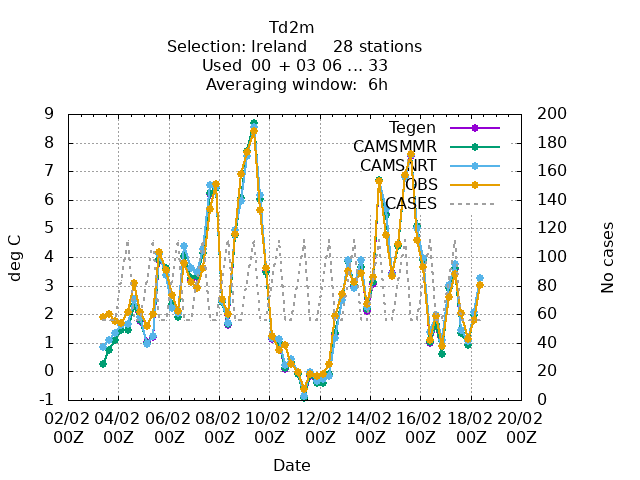 Td2m
Selection: Ireland 28 stations
Used 00 + 03 06 ... 33
Averaging window: 6h
9 200
8 180
7 160
6 140
5 120
4 100
3 80
2 60
1 40
0 20
-1 0
Tegen
CAMSMMR
CAMSNRT
OBS
CASES
deg C
No cases
02/02 04/02 06/02 08/02 10/02 12/02 14/02 16/02 18/02 20/02
00Z 00Z 00Z 00Z 00Z 00Z 00Z 00Z 00Z 00Z
Date